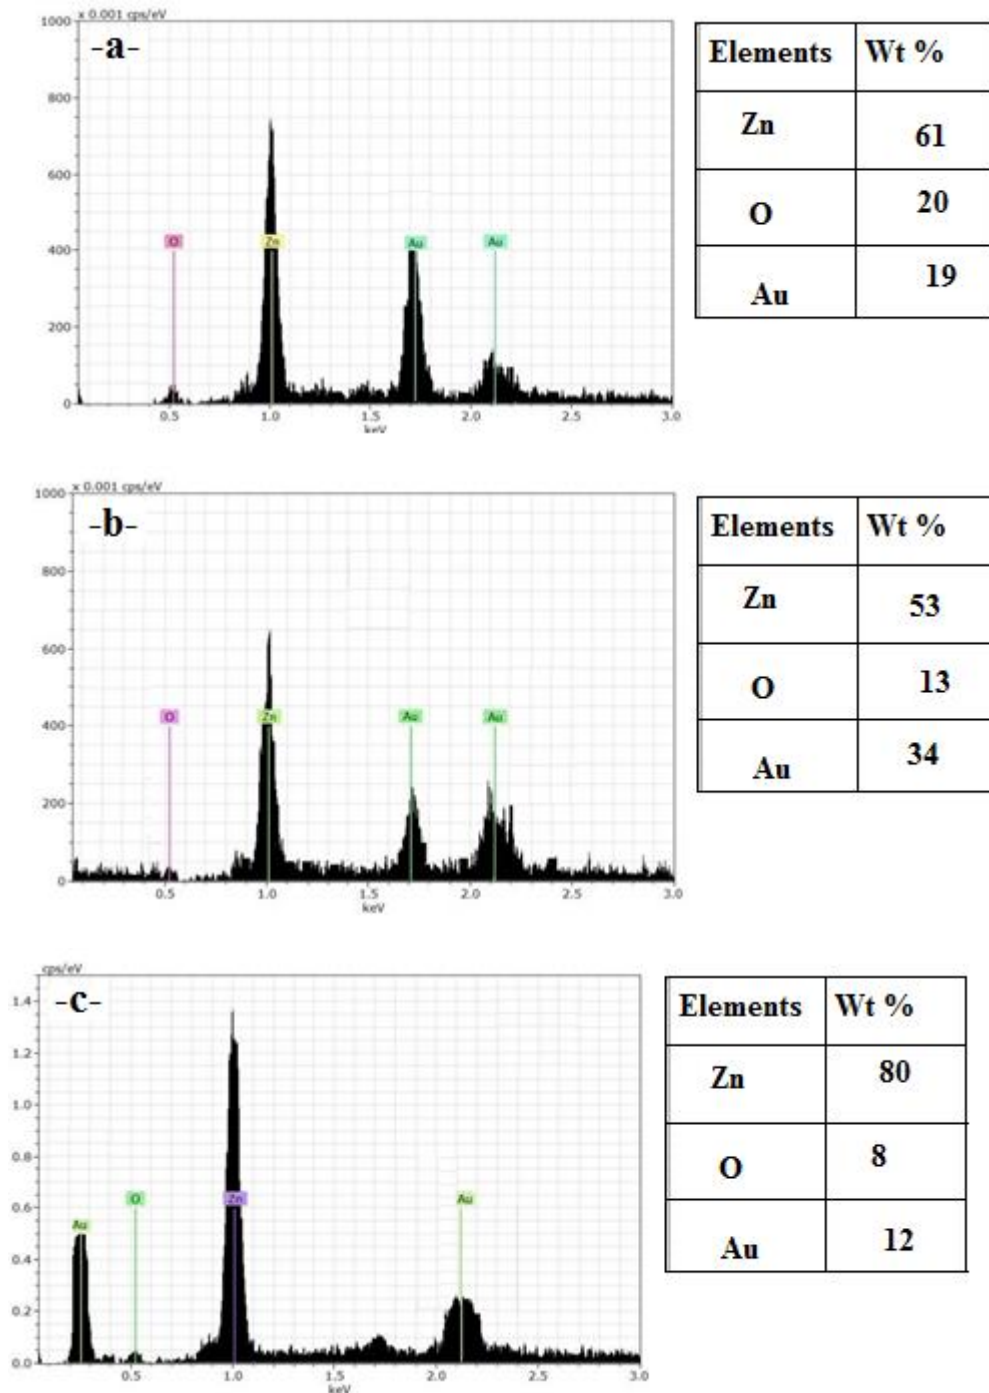 x 0.001 cps/eV
-a-
1000
800
600
400
200
0
O
Zn
Au
Au
0.5 1.0 1.5 2.0 2.5 3.0
keV
Elements Wt %
Zn 61
O 20
Au 19
x 0.001 cps/eV
-b-
1000
800
600
400
200
0
O
Zn
Au
Au
0.5 1.0 1.5 2.0 2.5 3.0
keV
Elements Wt %
Zn 53
O 13
Au 34
cps/eV
-c-
1.4
1.2
1.0
0.8
0.6
0.4
0.2
0.0
Au
O
Zn
Au
0.5 1.0 1.5 2.0 2.5 3.0
keV
Elements Wt %
Zn 80
O 8
Au 12